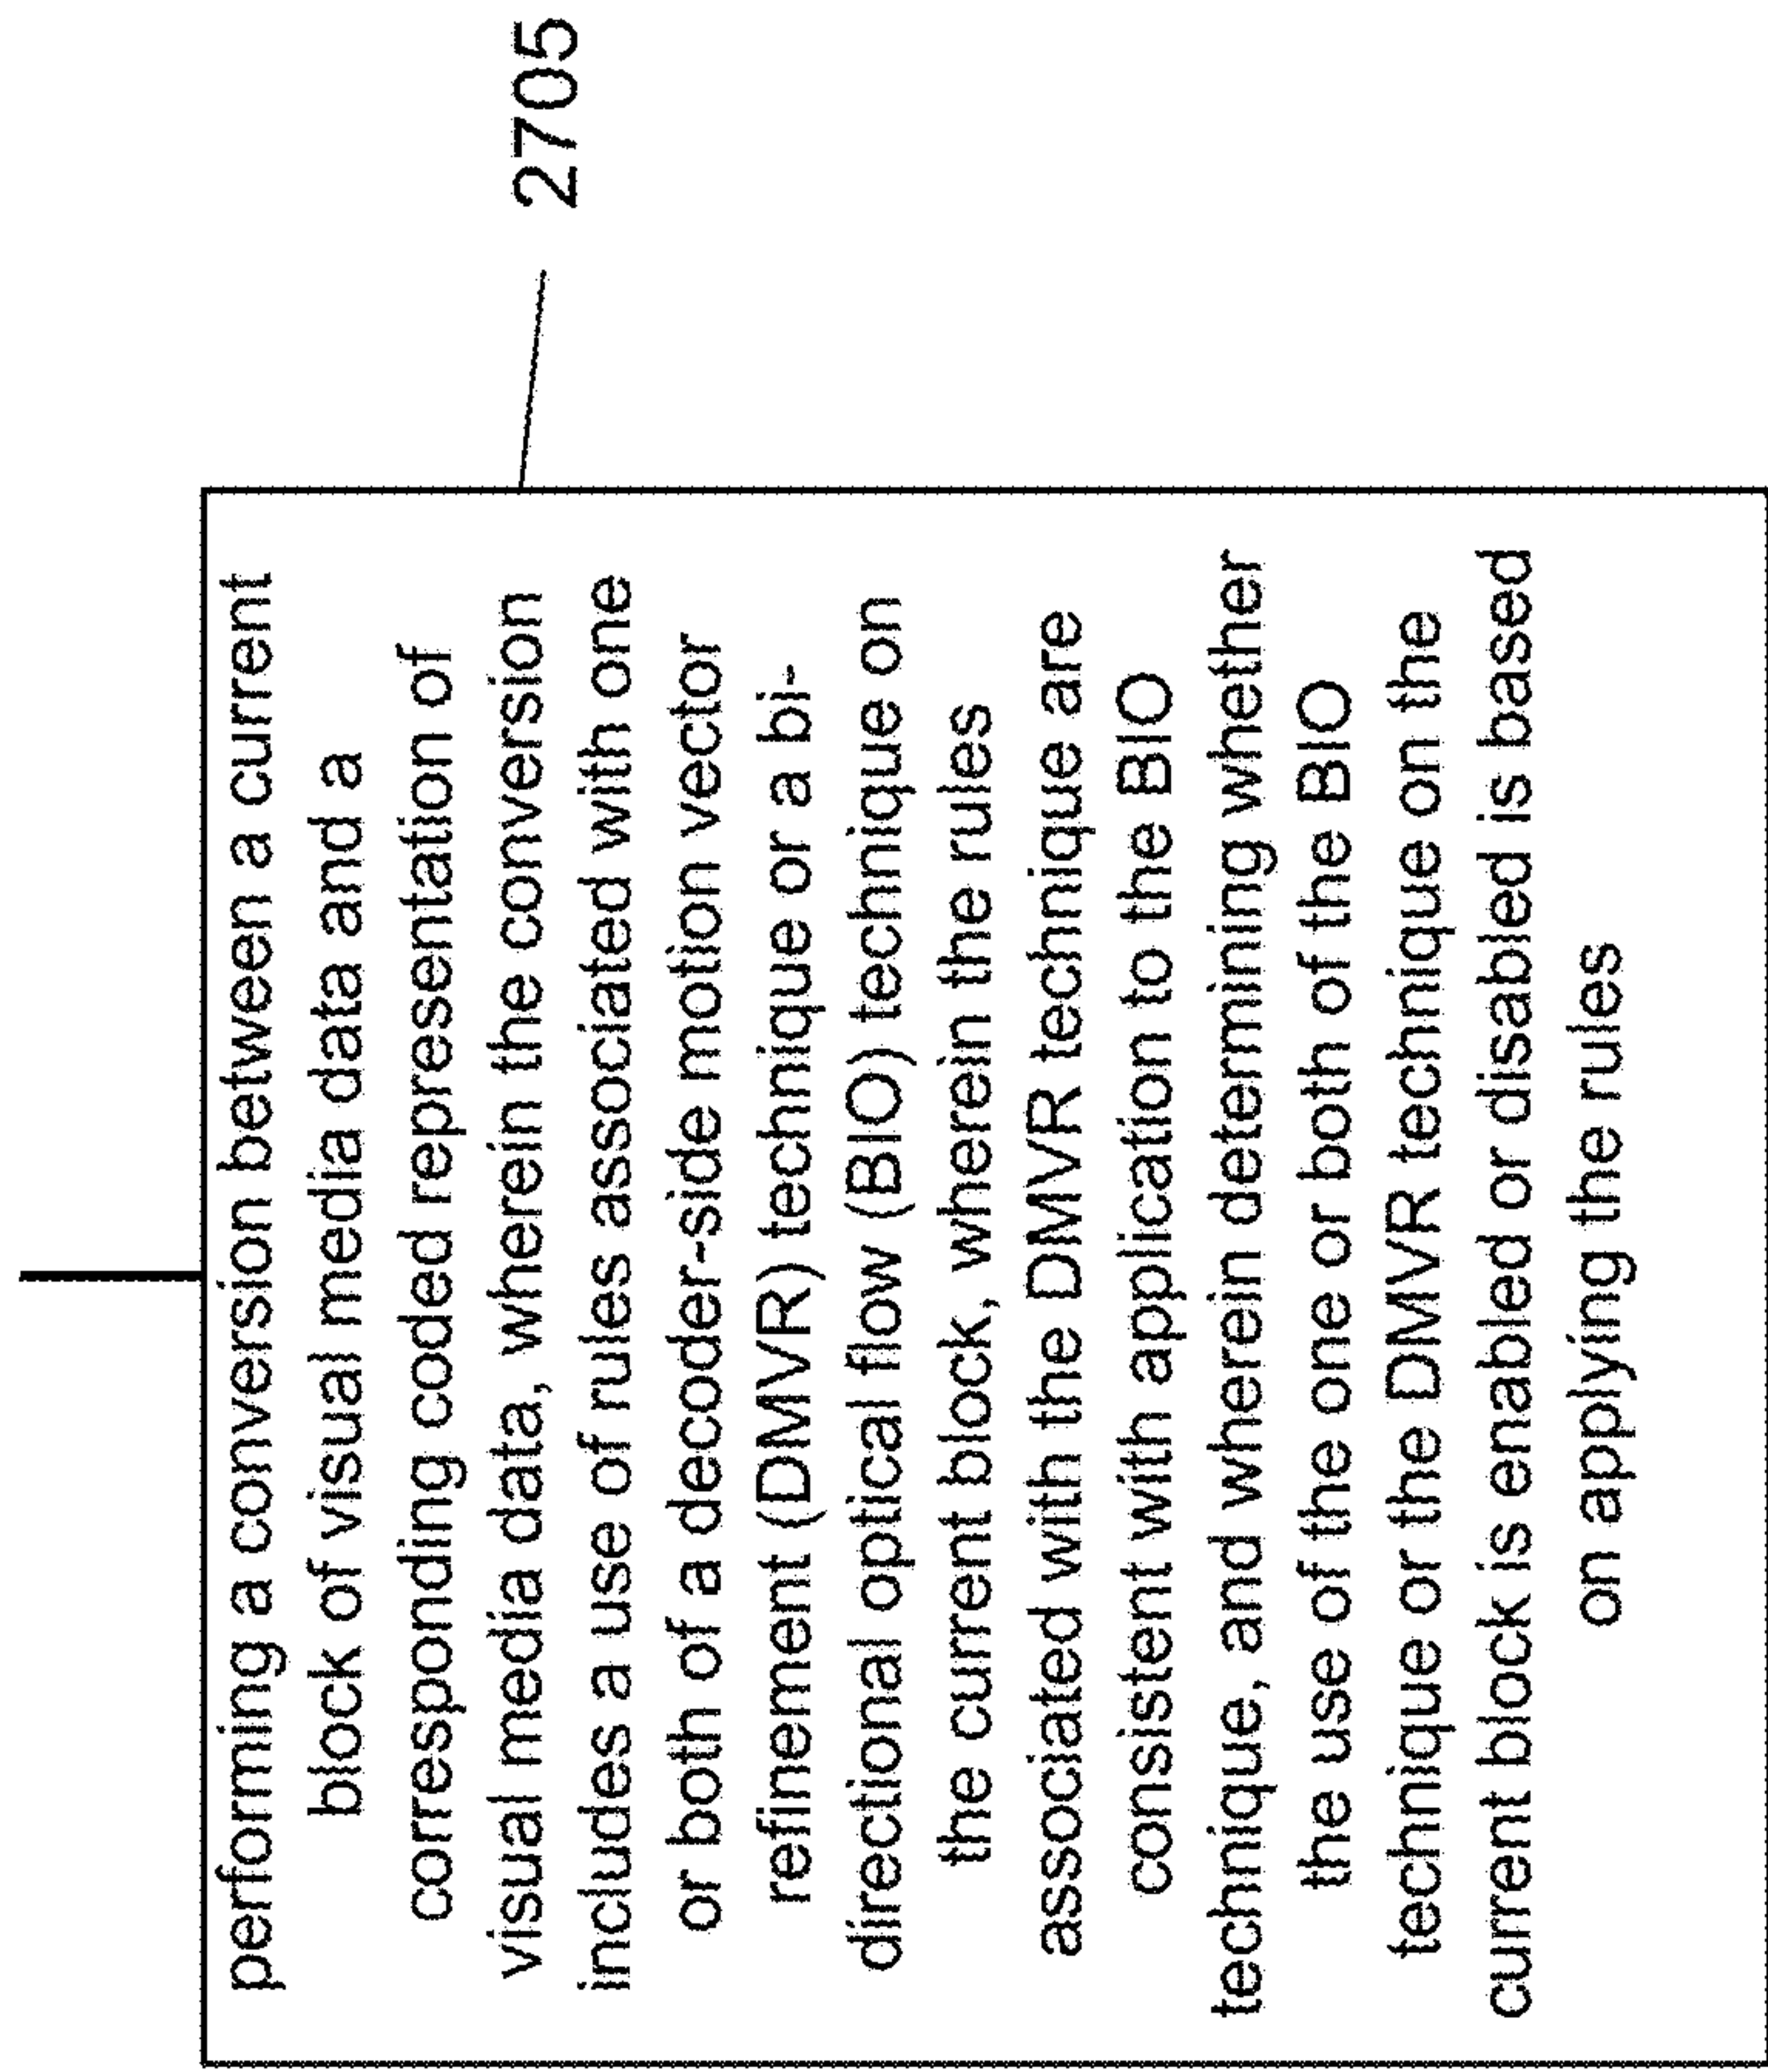 performing a conversion between a current
block of visual media data and a
corresponding coded representation of
visual media data, wherein the conversion
includes a use of rules associated with one
or both of a decoder-side motion vector
refinement (DMVR) technique or a bi-
directional optical flow (BIO) technique on
the current block, wherein the rules
associated with the DMVR technique are
consistent with application to the BIO
technique, and wherein determining whether
the use of the one or both of the BIO
technique or the DMVR technique on the
current block is enabled or disabled is based
on applying the rules
2705